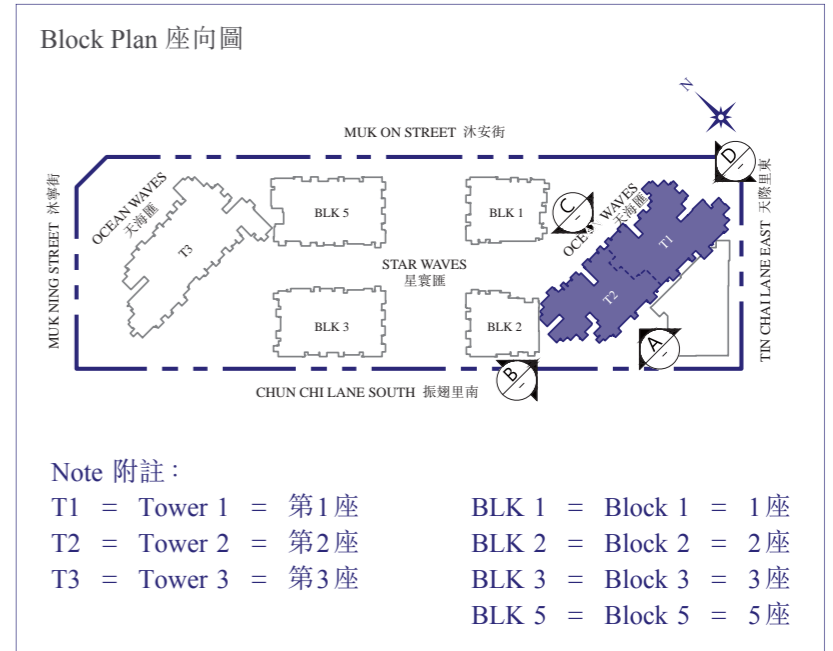 Block Plan 座向圖
N
MUK ON STREET 沐安街
D
TIN CHAI LANE EAST 天際里東
MUK NING STREET 沐寧街
OCEAN WAVES
天海匯
T3
BLK 5
BLK 1
C
OCEAN WAVES
天海匯
T1
T2
STAR WAVES
星寰匯
BLK 3
BLK 2
A
B
CHUN CHI LANE SOUTH 振翅里南
Note 附註：
T1 = Tower 1 = 第1座
T2 = Tower 2 = 第2座
T3 = Tower 3 = 第3座
BLK 1 = Block 1 = 1座
BLK 2 = Block 2 = 2座
BLK 3 = Block 3 = 3座
BLK 5 = Block 5 = 5座